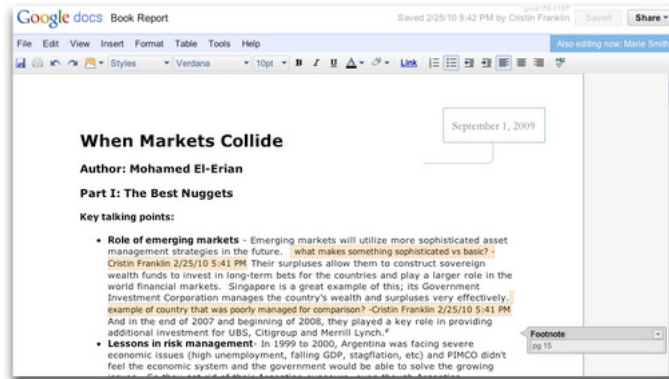 Google docs Book Report
Saved 2/25/10 5:42 PM by Cristin Franklin Saved Share
File Edit View Insert Format Table Tools Help
Also editing now: Marie Smith
Styles Verdana 10pt B I U A Link
September 1, 2009
When Markets Collide
Author: Mohamed El-Erian
Part I: The Best Nuggets
Key talking points:
• Role of emerging markets - Emerging markets will utilize more sophisticated asset
management strategies in the future. what makes something sophisticated vs basic? -
Cristin Franklin 2/25/10 5:41 PM Their surpluses allow them to construct sovereign
wealth funds to invest in long-term bets for the countries and play a larger role in the
world financial markets. Singapore is a great example of this; its Government
Investment Corporation manages the country's wealth and surpluses very effectively.
example of country that was poorly managed for comparison? -Cristin Franklin 2/25/10 5:41 PM
And in the end of 2007 and beginning of 2008, they played a key role in providing
additional investment for UBS, Citigroup and Merrill Lynch.
Footnote
pg 15
• Lessons in risk management- In 1999 to 2000, Argentina was facing severe
economic issues (high unemployment, falling GDP, stagflation, etc) and PIMCO didn't
feel the economic system and the government would be able to solve the growing